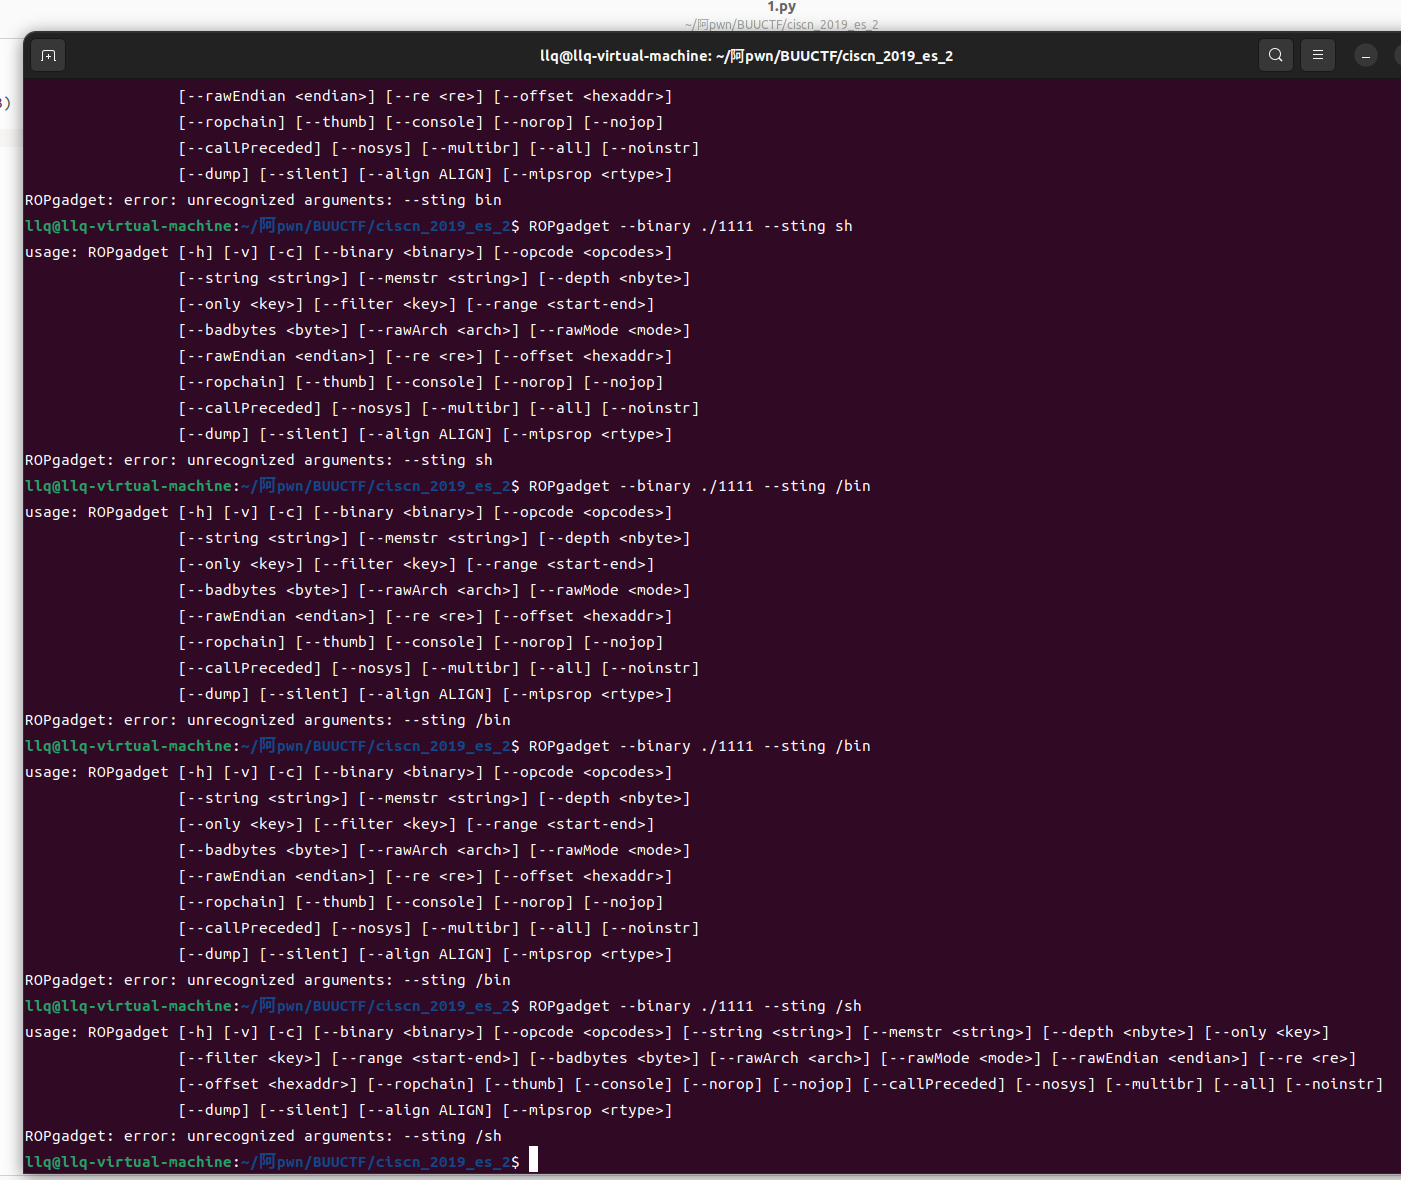 1.py
~/阿pwn/BUUCTF/ciscn_2019_es_2
llq@llq-virtual-machine: ~/阿pwn/BUUCTF/ciscn_2019_es_2
)
[--rawEndian <endian>] [--re <re>] [--offset <hexaddr>]
[--ropchain] [--thumb] [--console] [--norop] [--nojop]
[--callPreceded] [--nosys] [--multibr] [--all] [--noinstr]
[--dump] [--silent] [--align ALIGN] [--mipsrop <rtype>]
ROPgadget: error: unrecognized arguments: --sting bin
llq@llq-virtual-machine:~/阿pwn/BUUCTF/ciscn_2019_es_2$ ROPgadget --binary ./1111 --sting sh
usage: ROPgadget [-h] [-v] [-c] [--binary <binary>] [--opcode <opcodes>]
[--string <string>] [--memstr <string>] [--depth <nbyte>]
[--only <key>] [--filter <key>] [--range <start-end>]
[--badbytes <byte>] [--rawArch <arch>] [--rawMode <mode>]
[--rawEndian <endian>] [--re <re>] [--offset <hexaddr>]
[--ropchain] [--thumb] [--console] [--norop] [--nojop]
[--callPreceded] [--nosys] [--multibr] [--all] [--noinstr]
[--dump] [--silent] [--align ALIGN] [--mipsrop <rtype>]
ROPgadget: error: unrecognized arguments: --sting sh
llq@llq-virtual-machine:~/阿pwn/BUUCTF/ciscn_2019_es_2$ ROPgadget --binary ./1111 --sting /bin
usage: ROPgadget [-h] [-v] [-c] [--binary <binary>] [--opcode <opcodes>]
[--string <string>] [--memstr <string>] [--depth <nbyte>]
[--only <key>] [--filter <key>] [--range <start-end>]
[--badbytes <byte>] [--rawArch <arch>] [--rawMode <mode>]
[--rawEndian <endian>] [--re <re>] [--offset <hexaddr>]
[--ropchain] [--thumb] [--console] [--norop] [--nojop]
[--callPreceded] [--nosys] [--multibr] [--all] [--noinstr]
[--dump] [--silent] [--align ALIGN] [--mipsrop <rtype>]
ROPgadget: error: unrecognized arguments: --sting /bin
llq@llq-virtual-machine:~/阿pwn/BUUCTF/ciscn_2019_es_2$ ROPgadget --binary ./1111 --sting /bin
usage: ROPgadget [-h] [-v] [-c] [--binary <binary>] [--opcode <opcodes>]
[--string <string>] [--memstr <string>] [--depth <nbyte>]
[--only <key>] [--filter <key>] [--range <start-end>]
[--badbytes <byte>] [--rawArch <arch>] [--rawMode <mode>]
[--rawEndian <endian>] [--re <re>] [--offset <hexaddr>]
[--ropchain] [--thumb] [--console] [--norop] [--nojop]
[--callPreceded] [--nosys] [--multibr] [--all] [--noinstr]
[--dump] [--silent] [--align ALIGN] [--mipsrop <rtype>]
ROPgadget: error: unrecognized arguments: --sting /bin
llq@llq-virtual-machine:~/阿pwn/BUUCTF/ciscn_2019_es_2$ ROPgadget --binary ./1111 --sting /sh
usage: ROPgadget [-h] [-v] [-c] [--binary <binary>] [--opcode <opcodes>] [--string <string>] [--memstr <string>] [--depth <nbyte>] [--only <key>]
[--filter <key>] [--range <start-end>] [--badbytes <byte>] [--rawArch <arch>] [--rawMode <mode>] [--rawEndian <endian>] [--re <re>]
[--offset <hexaddr>] [--ropchain] [--thumb] [--console] [--norop] [--nojop] [--callPreceded] [--nosys] [--multibr] [--all] [--noinstr]
[--dump] [--silent] [--align ALIGN] [--mipsrop <rtype>]
ROPgadget: error: unrecognized arguments: --sting /sh
llq@llq-virtual-machine:~/阿pwn/BUUCTF/ciscn_2019_es_2$